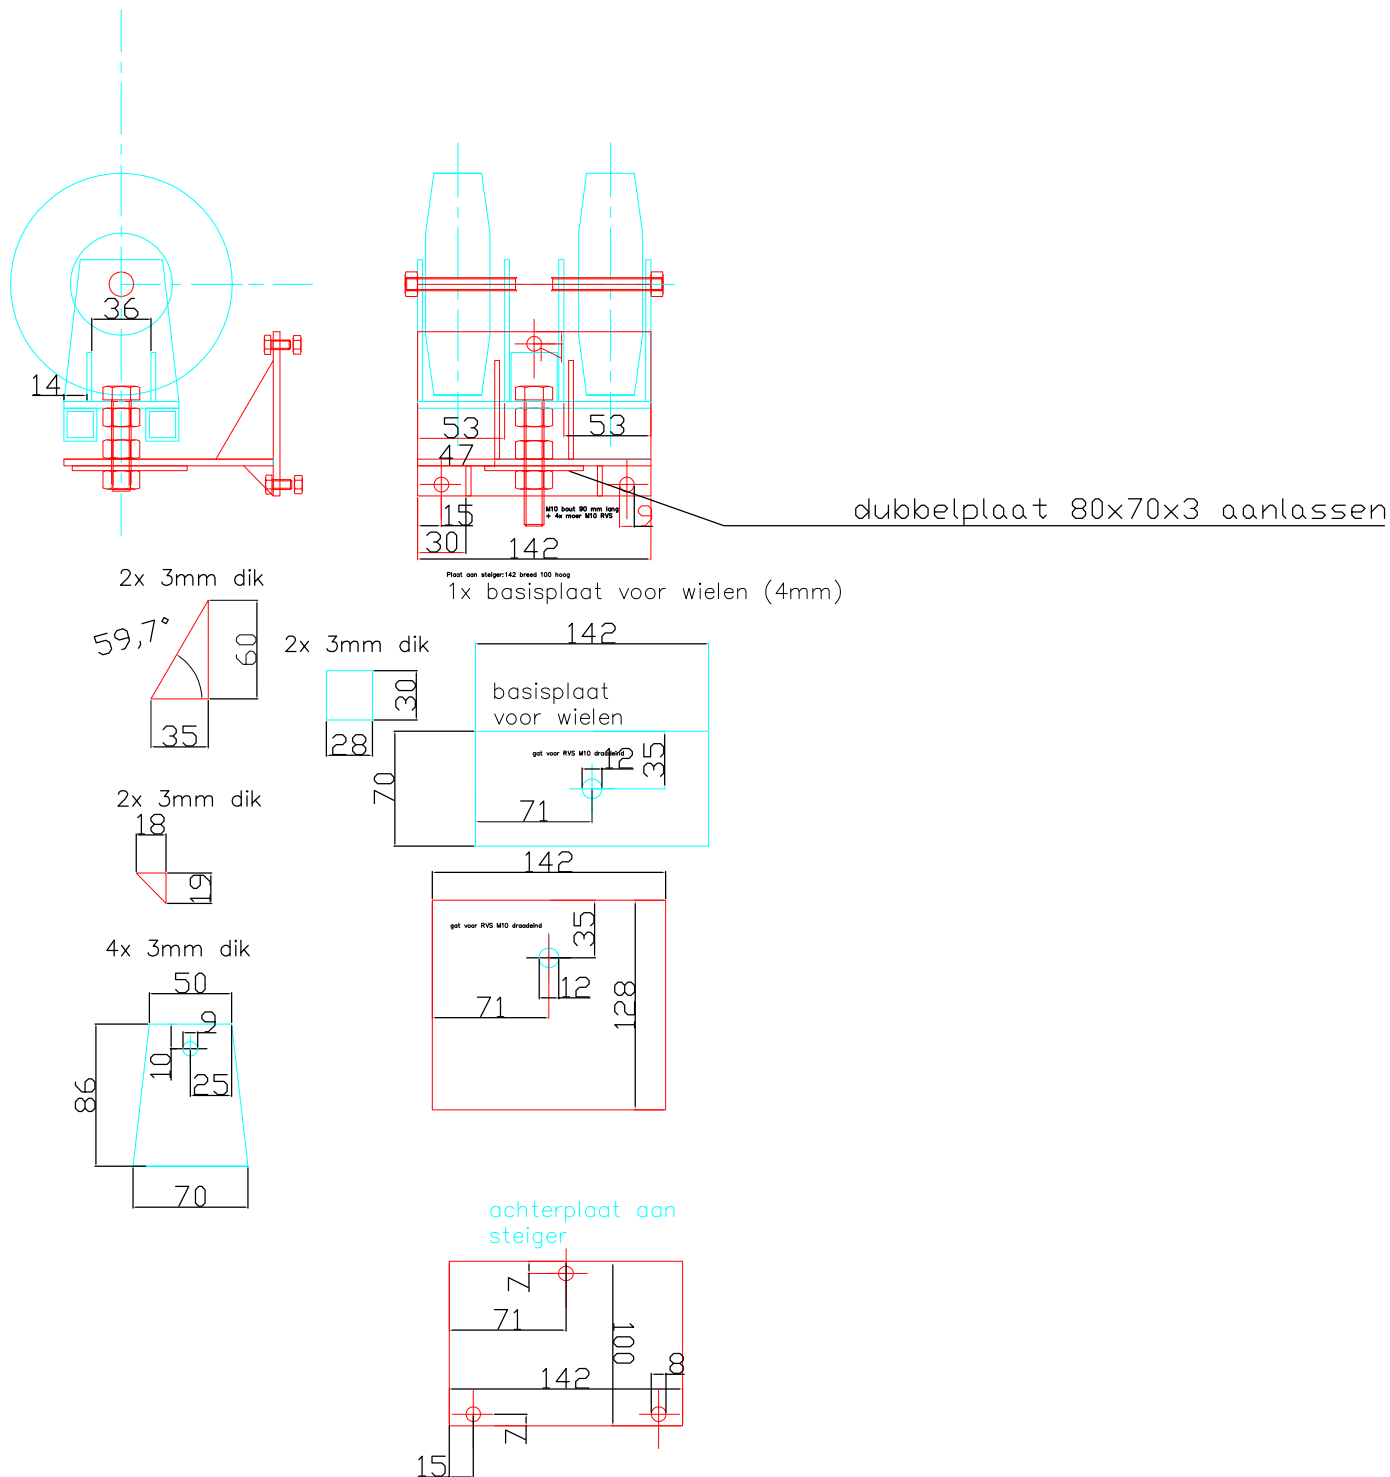 36
14
53
53
47
M10 bout 90 mm lang
+ 4x moer M10 RVS
9
15
30
142
dubbelplaat 80x70x3 aanlassen
Plaat aan steiger:142 breed 100 hoog
1x basisplaat voor wielen (4mm)
2x 3mm dik
59,7°
60
35
2x 3mm dik
30
28
142
basisplaat
voor wielen
gat voor RVS M10 draadeind
12
35
70
71
2x 3mm dik
18
19
142
gat voor RVS M10 draadeind
35
12
71
128
4x 3mm dik
50
9
10
25
86
70
achterplaat aan
steiger
7
71
100
8
142
7
15